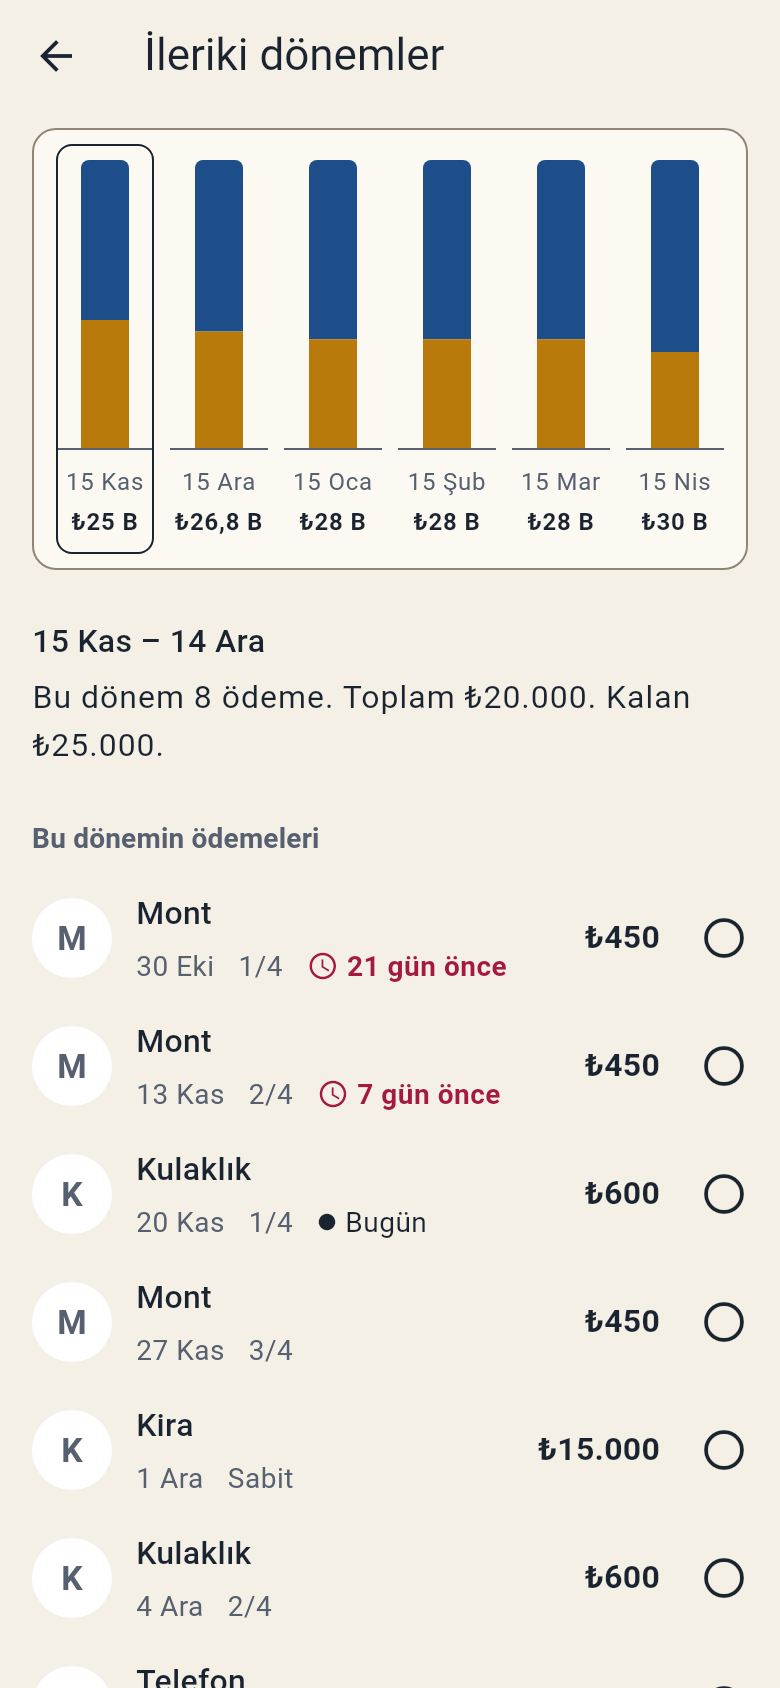 İleriki dönemler
15 Kas 15 Ara 15 Oca 15 Şub 15 Mar 15 Nis
₺25 B ₺26,8 B ₺28 B ₺28 B ₺28 B ₺30 B
15 Kas – 14 Ara
Bu dönem 8 ödeme. Toplam ₺20.000. Kalan
₺25.000.
Bu dönemin ödemeleri
M Mont ₺450
30 Eki 1/4 21 gün önce
M Mont ₺450
13 Kas 2/4 7 gün önce
K Kulaklık ₺600
20 Kas 1/4 ● Bugün
M Mont ₺450
27 Kas 3/4
K Kira ₺15.000
1 Ara Sabit
K Kulaklık ₺600
4 Ara 2/4
Telefon